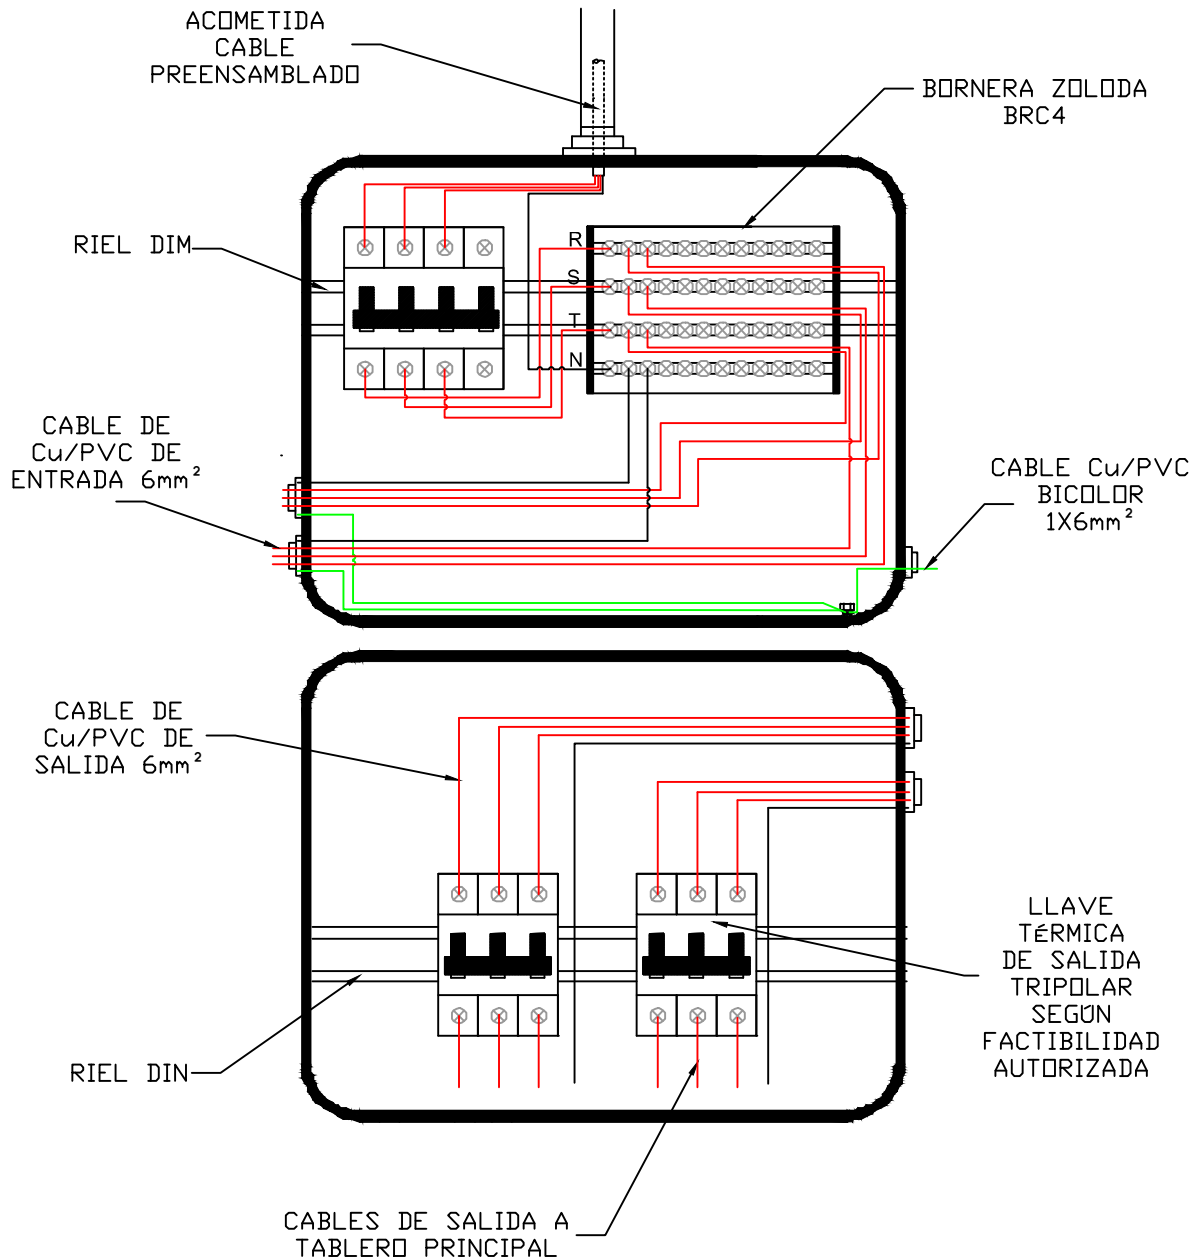 ACOMETIDA
CABLE
PREENSAMBLADO
BORNERA ZOLODA
BRC4
RIEL DIM
R
S
T
N
CABLE DE
Cu/PVC DE
ENTRADA 6mm²
CABLE Cu/PVC
BICOLOR
1X6mm²
CABLE DE
Cu/PVC DE
SALIDA 6mm²
LLAVE
TÉRMICA
DE SALIDA
TRIPOLAR
SEGÚN
FACTIBILIDAD
AUTORIZADA
RIEL DIN
CABLES DE SALIDA A
TABLERO PRINCIPAL